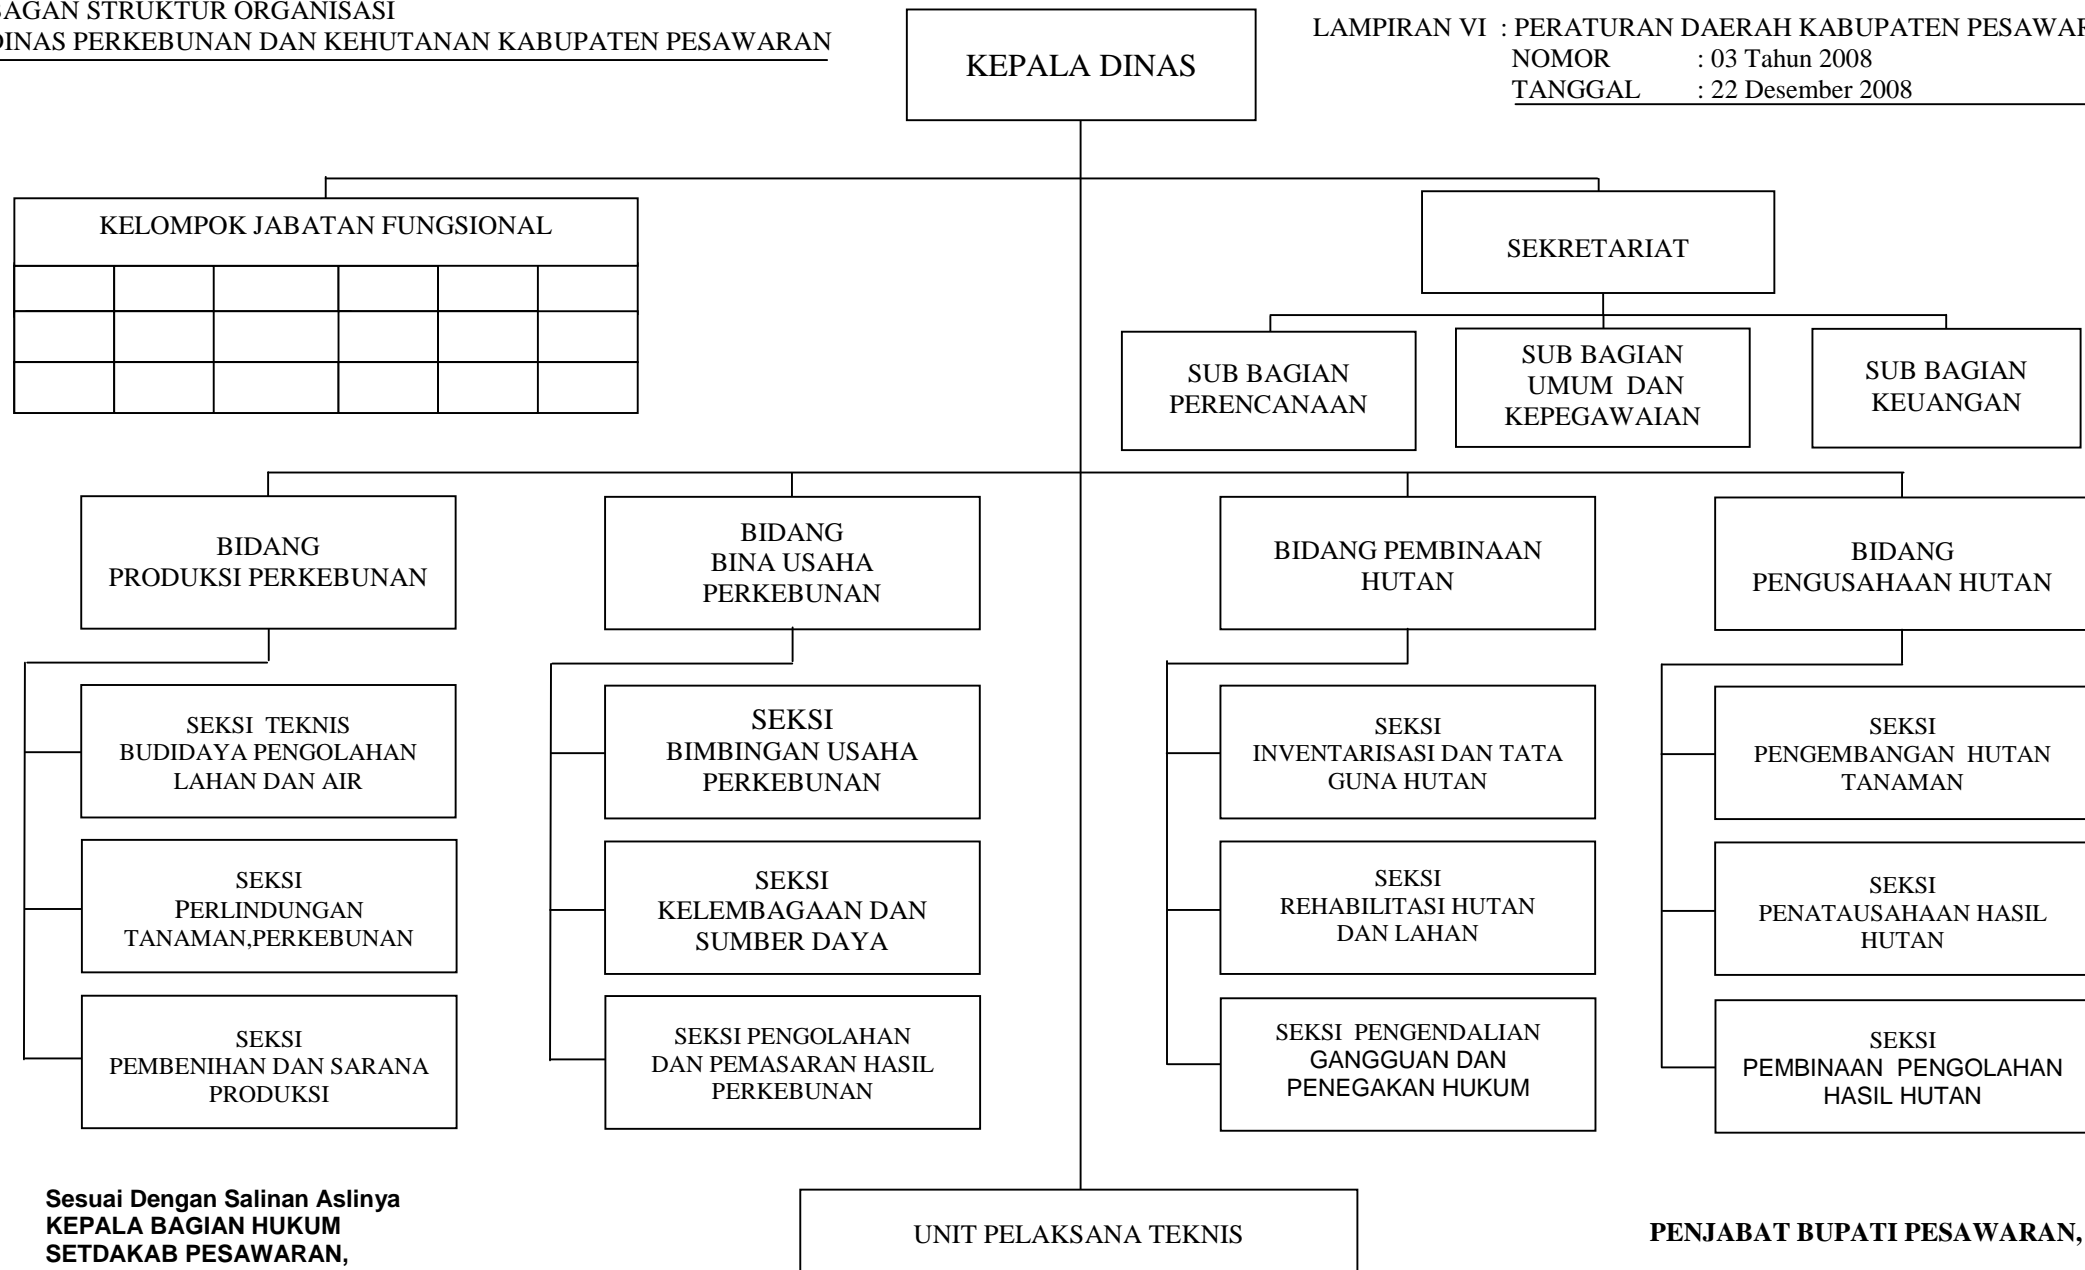 BAGAN STRUKTUR ORGANISASI
DINAS PERKEBUNAN DAN KEHUTANAN KABUPATEN PESAWARAN
LAMPIRAN VI : PERATURAN DAERAH KABUPATEN PESAWAR
NOMOR : 03 Tahun 2008
TANGGAL : 22 Desember 2008
KEPALA DINAS
KELOMPOK JABATAN FUNGSIONAL
SEKRETARIAT
SUB BAGIAN
PERENCANAAN
SUB BAGIAN
UMUM DAN
KEPEGAWAIAN
SUB BAGIAN
KEUANGAN
BIDANG
PRODUKSI PERKEBUNAN
BIDANG
BINA USAHA
PERKEBUNAN
BIDANG PEMBINAAN
HUTAN
BIDANG
PENGUSAHAAN HUTAN
SEKSI TEKNIS
BUDIDAYA PENGOLAHAN
LAHAN DAN AIR
SEKSI
BIMBINGAN USAHA
PERKEBUNAN
SEKSI
INVENTARISASI DAN TATA
GUNA HUTAN
SEKSI
PENGEMBANGAN HUTAN
TANAMAN
SEKSI
PERLINDUNGAN
TANAMAN,PERKEBUNAN
SEKSI
KELEMBAGAAN DAN
SUMBER DAYA
SEKSI
REHABILITASI HUTAN
DAN LAHAN
SEKSI
PENATAUSAHAAN HASIL
HUTAN
SEKSI
PEMBENIHAN DAN SARANA
PRODUKSI
SEKSI PENGOLAHAN
DAN PEMASARAN HASIL
PERKEBUNAN
SEKSI PENGENDALIAN
GANGGUAN DAN
PENEGAKAN HUKUM
SEKSI
PEMBINAAN PENGOLAHAN
HASIL HUTAN
Sesuai Dengan Salinan Aslinya
KEPALA BAGIAN HUKUM
SETDAKAB PESAWARAN,
UNIT PELAKSANA TEKNIS
PENJABAT BUPATI PESAWARAN,